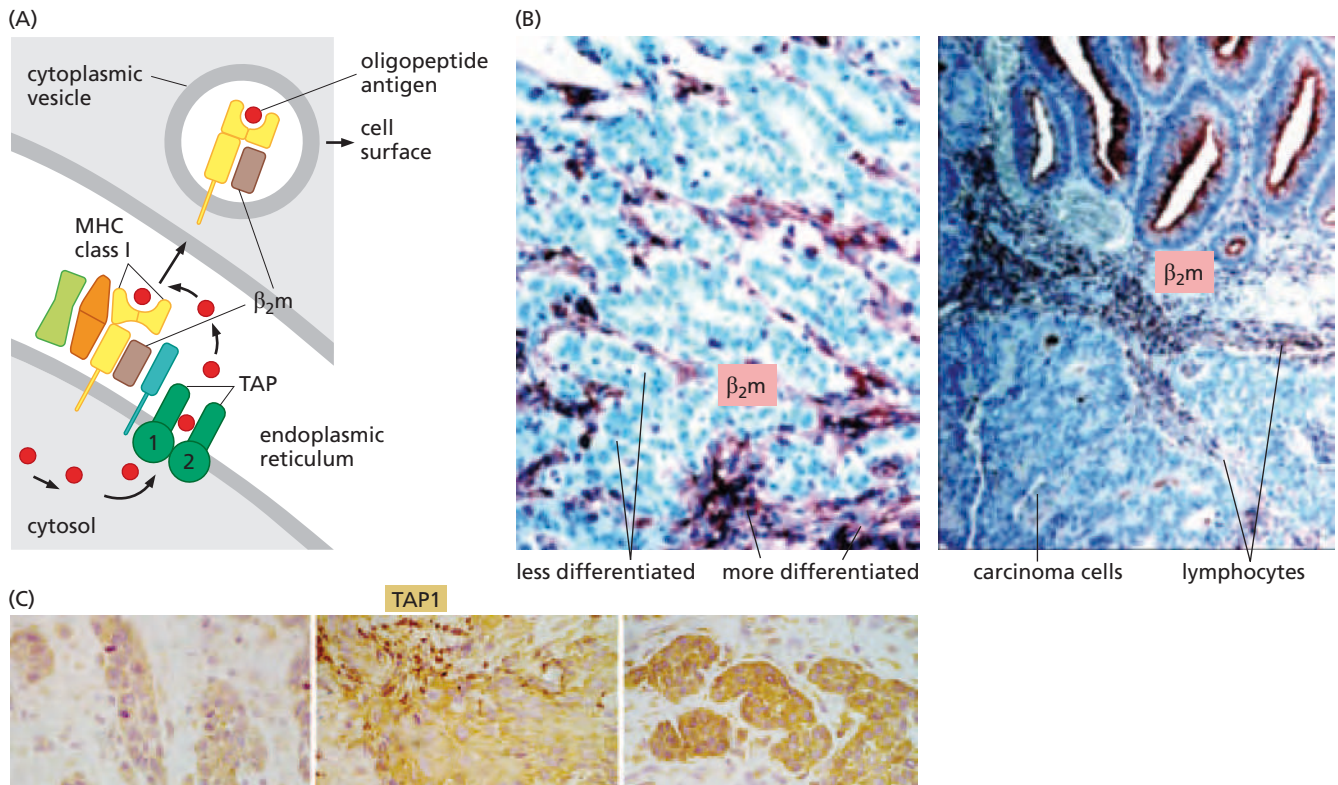 (A)
cytoplasmic
vesicle
oligopeptide
antigen
cell
surface
MHC
class I
β₂m
TAP
1
2
endoplasmic
reticulum
cytosol
(B)
β₂m
less differentiated
more differentiated
β₂m
carcinoma cells
lymphocytes
(C)
TAP1